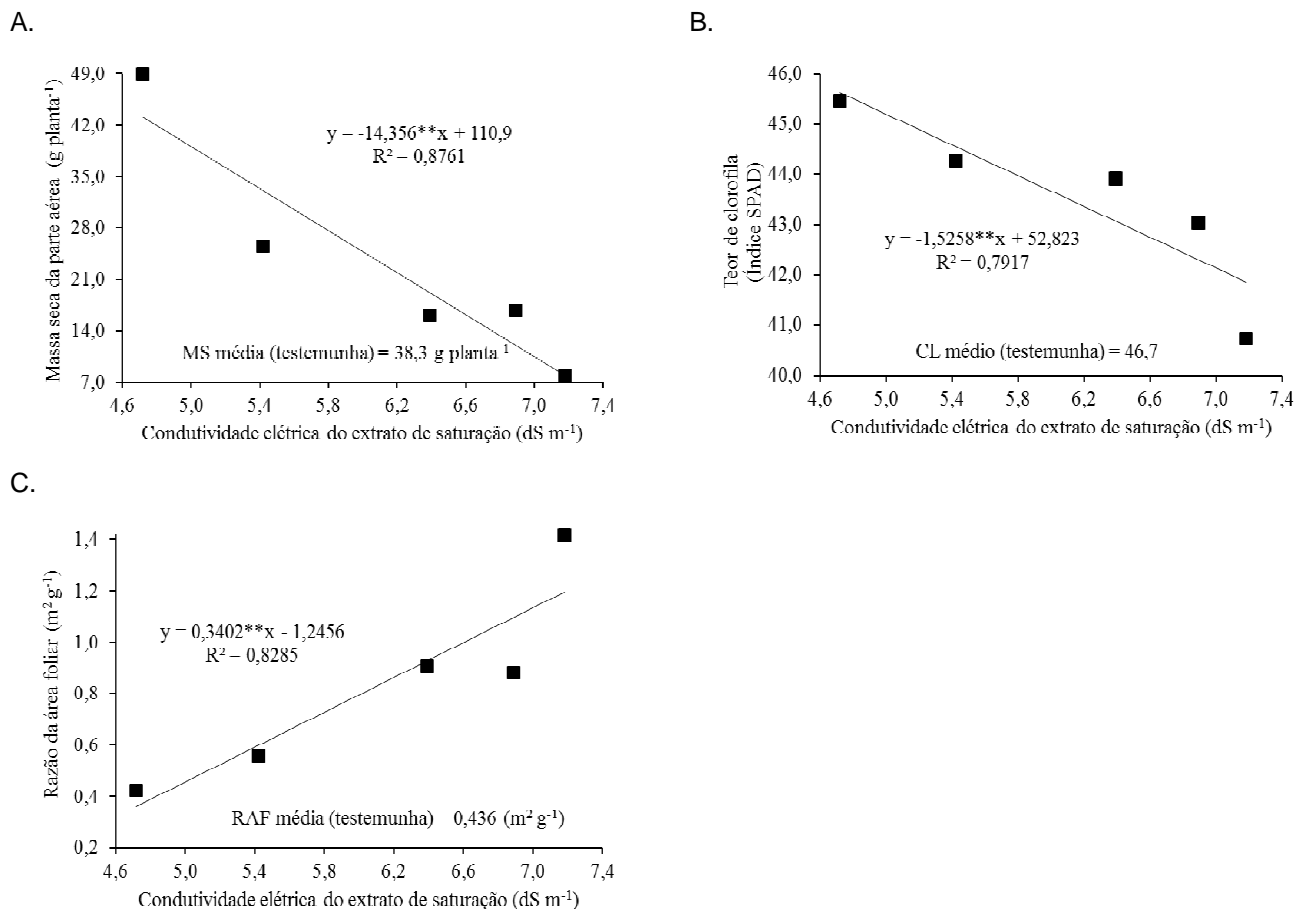 A.
Massa seca da parte aérea (g planta⁻¹)
49,0
42,0
35,0
28,0
21,0
14,0
7,0
y = -14,356**x + 110,9
R² = 0,8761
MS média (testemunha) = 38,3 g planta⁻¹
4,6 5,0 5,4 5,8 6,2 6,6 7,0 7,4
Condutividade elétrica do extrato de saturação (dS m⁻¹)
B.
Teor de clorofila
(Índice SPAD)
46,0
45,0
44,0
43,0
42,0
41,0
40,0
y = -1,5258**x + 52,823
R² = 0,7917
CL médio (testemunha) = 46,7
4,6 5,0 5,4 5,8 6,2 6,6 7,0 7,4
Condutividade elétrica do extrato de saturação (dS m⁻¹)
C.
Razão da área foliar (m² g⁻¹)
1,4
1,2
1,0
0,8
0,6
0,4
0,2
y = 0,3402**x - 1,2456
R² = 0,8285
RAF média (testemunha) 0,436 (m² g⁻¹)
4,6 5,0 5,4 5,8 6,2 6,6 7,0 7,4
Condutividade elétrica do extrato de saturação (dS m⁻¹)